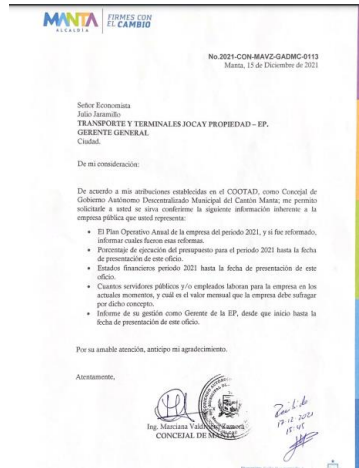 MANTA
ALCALDÍA
FIRMES CON
EL CAMBIO
No.2021-CON-MAVZ-GADMC-0113
Manta, 15 de Diciembre de 2021
Señor Economista
Julio Jaramillo
TRANSPORTE Y TERMINALES JOCAY PROPIEDAD – EP,
GERENTE GENERAL
Ciudad.
De mi consideración:
De acuerdo a mis atribuciones establecidas en el COOTAD, como Concejal de
Gobierno Autónomo Descentralizado Municipal del Cantón Manta; me permito
solicitarle a usted se sirva conferirme la siguiente información inherente a la
empresa pública que usted representa:
• El Plan Operativo Anual de la empresa del periodo 2021, y si fue reformado,
informar cuales fueron esas reformas.
• Porcentaje de ejecución del presupuesto para el periodo 2021 hasta la fecha
de presentación de este oficio.
• Estados financieros periodo 2021 hasta la fecha de presentación de este
oficio.
• Cuantos servidores públicos y/o empleados laboran para la empresa en los
actuales momentos, y cuál es el valor mensual que la empresa debe sufragar
por dicho concepto.
• Informe de su gestión como Gerente de la EP, desde que inicio hasta la
fecha de presentación de este oficio.
Por su amable atención, anticipo mi agradecimiento.
Atentamente,
Ing. Marciana Valdivieso Zamora
CONCEJAL DE MANTA
Recibido
17-12-2021
15:45